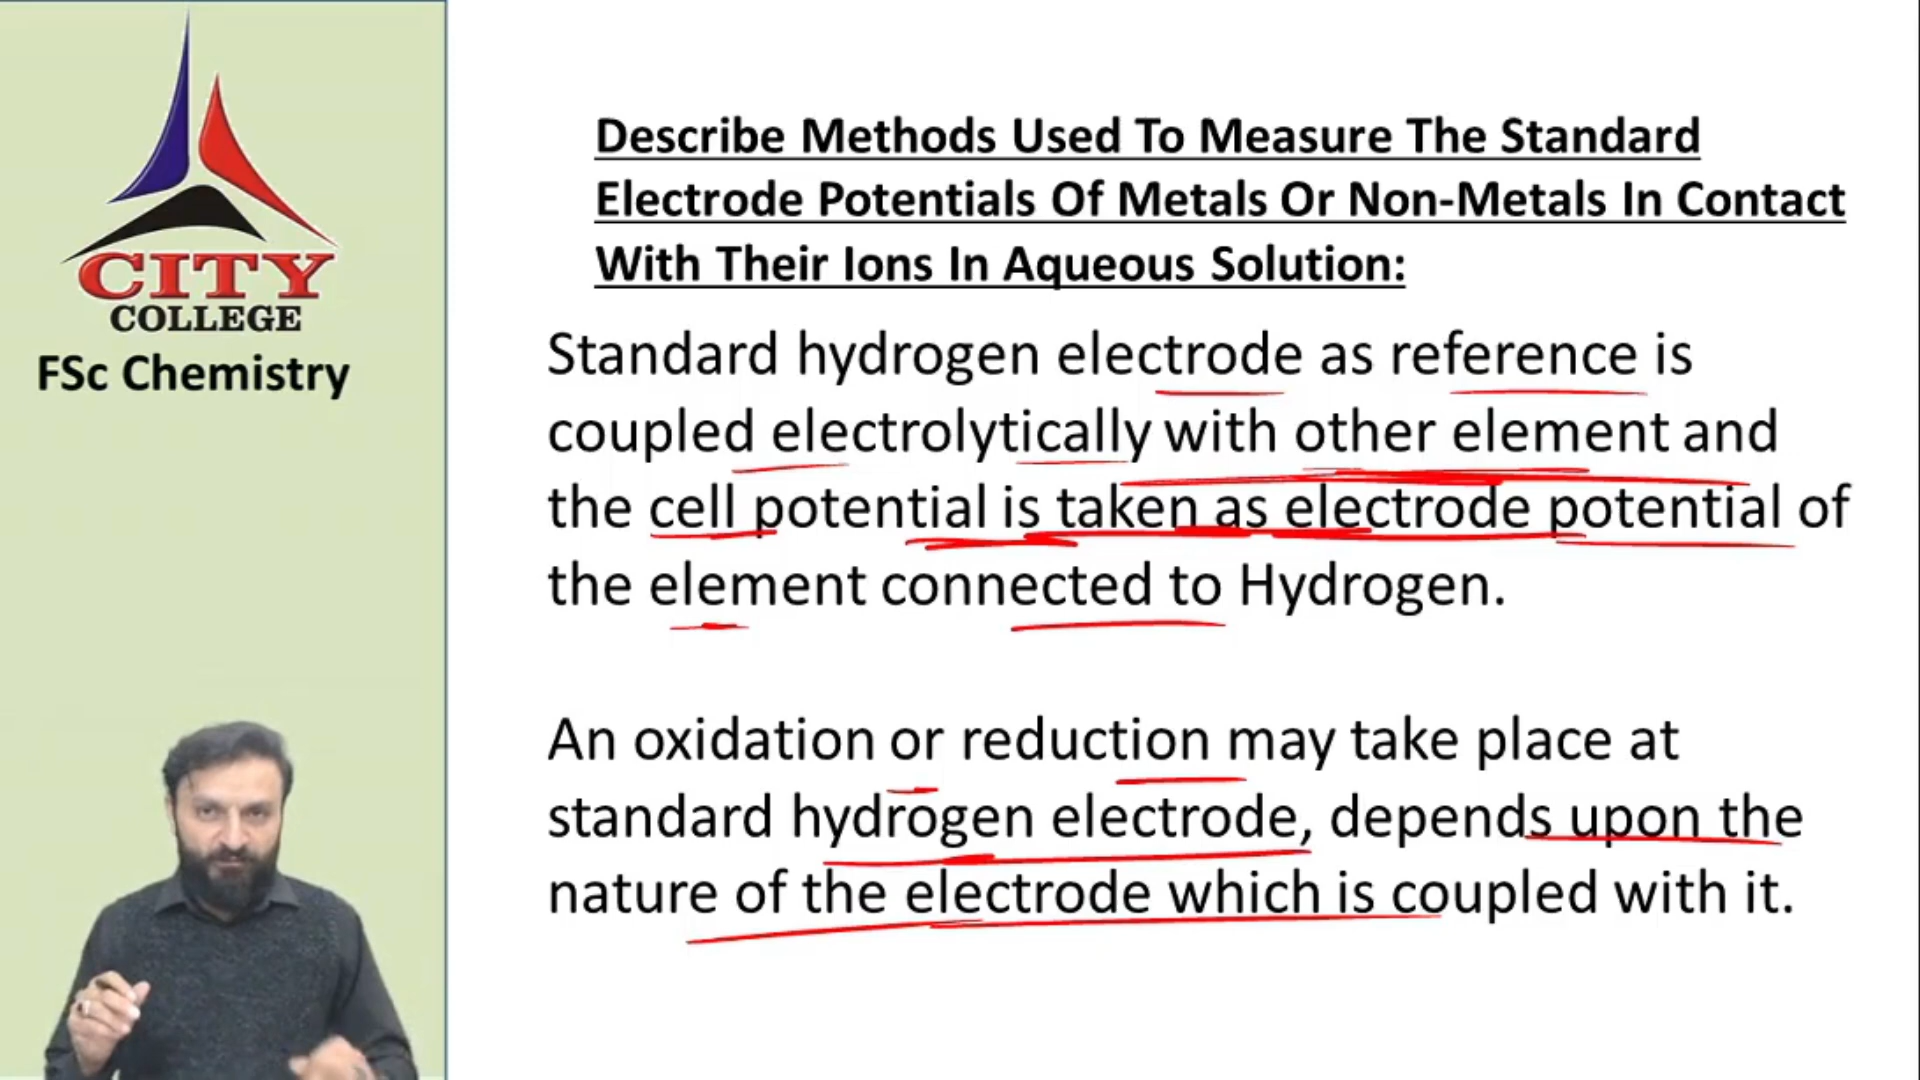 CITY
COLLEGE
FSc Chemistry
Describe Methods Used To Measure The Standard
Electrode Potentials Of Metals Or Non-Metals In Contact
With Their Ions In Aqueous Solution:
Standard hydrogen electrode as reference is
coupled electrolytically with other element and
the cell potential is taken as electrode potential of
the element connected to Hydrogen.
An oxidation or reduction may take place at
standard hydrogen electrode, depends upon the
nature of the electrode which is coupled with it.